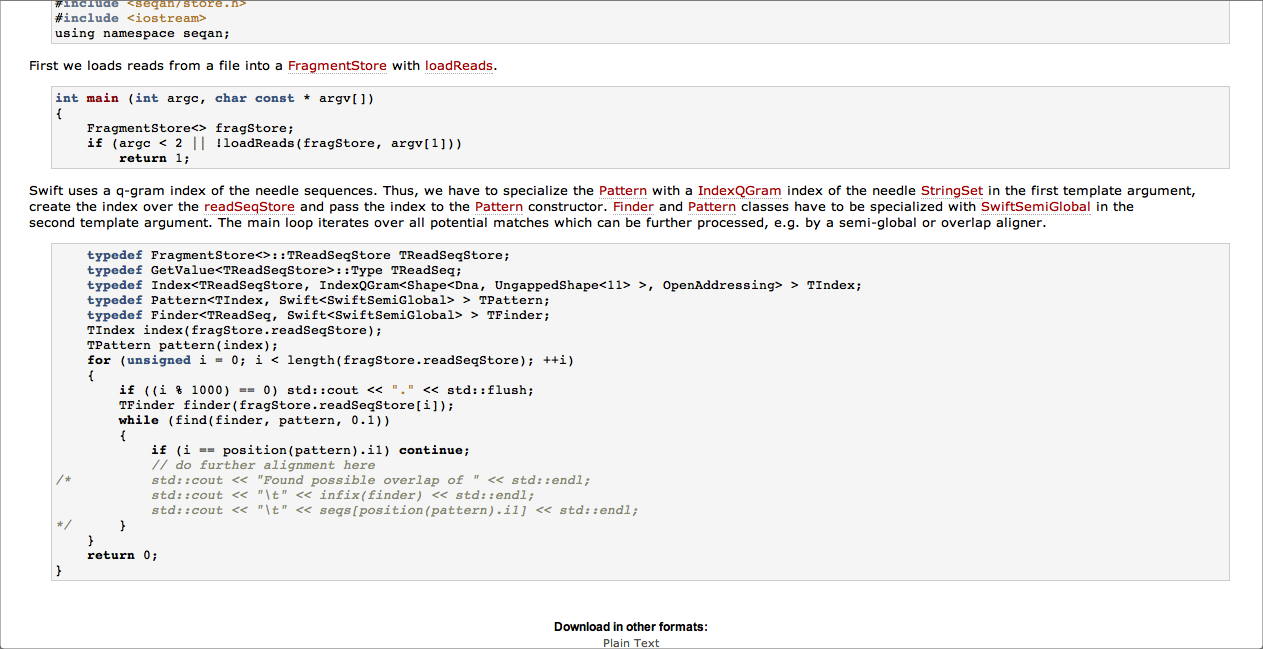 #include <seqan/store.h>
#include <iostream>
using namespace seqan;
First we loads reads from a file into a FragmentStore with loadReads.
int main (int argc, char const * argv[])
{
    FragmentStore<> fragStore;
    if (argc < 2 || !loadReads(fragStore, argv[1]))
        return 1;
Swift uses a q-gram index of the needle sequences. Thus, we have to specialize the Pattern with a IndexQGram index of the needle StringSet in the first template argument,
create the index over the readSeqStore and pass the index to the Pattern constructor. Finder and Pattern classes have to be specialized with SwiftSemiGlobal in the
second template argument. The main loop iterates over all potential matches which can be further processed, e.g. by a semi-global or overlap aligner.
    typedef FragmentStore<>::TReadSeqStore TReadSeqStore;
    typedef GetValue<TReadSeqStore>::Type TReadSeq;
    typedef Index<TReadSeqStore, IndexQGram<Shape<Dna, UngappedShape<11> >, OpenAddressing> > TIndex;
    typedef Pattern<TIndex, Swift<SwiftSemiGlobal> > TPattern;
    typedef Finder<TReadSeq, Swift<SwiftSemiGlobal> > TFinder;
    TIndex index(fragStore.readSeqStore);
    TPattern pattern(index);
    for (unsigned i = 0; i < length(fragStore.readSeqStore); ++i)
    {
        if ((i % 1000) == 0) std::cout << "." << std::flush;
        TFinder finder(fragStore.readSeqStore[i]);
        while (find(finder, pattern, 0.1))
        {
            if (i == position(pattern).i1) continue;
            // do further alignment here
/*          std::cout << "Found possible overlap of " << std::endl;
            std::cout << "\t" << infix(finder) << std::endl;
            std::cout << "\t" << seqs[position(pattern).i1] << std::endl;
*/      }
    }
    return 0;
}
Download in other formats:
Plain Text